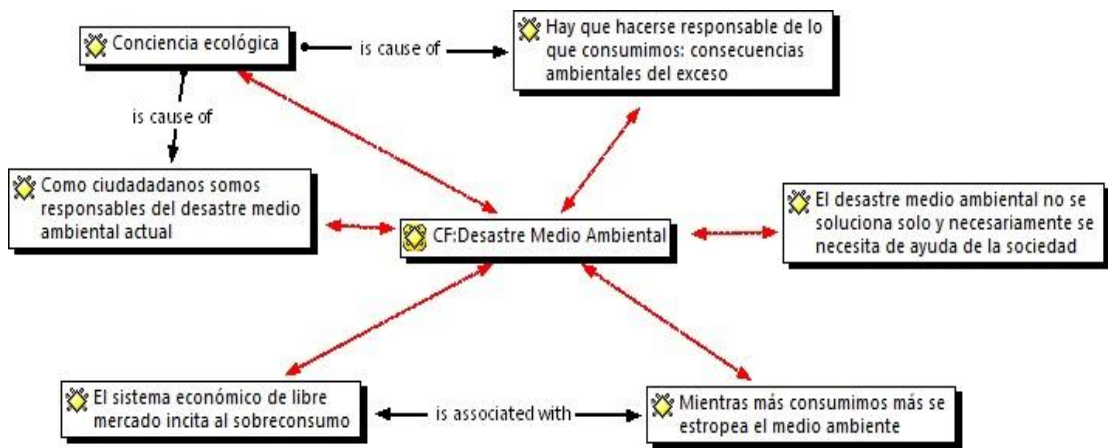 Conciencia ecológica
is cause of
Hay que hacerse responsable de lo
que consumimos: consecuencias
ambientales del exceso
is cause of
Como ciudadadanos somos
responsables del desastre medio
ambiental actual
CF:Desastre Medio Ambiental
El desastre medio ambiental no se
soluciona solo y necesariamente se
necesita de ayuda de la sociedad
El sistema económico de libre
mercado incita al sobreconsumo
is associated with
Mientras más consumimos más se
estropea el medio ambiente